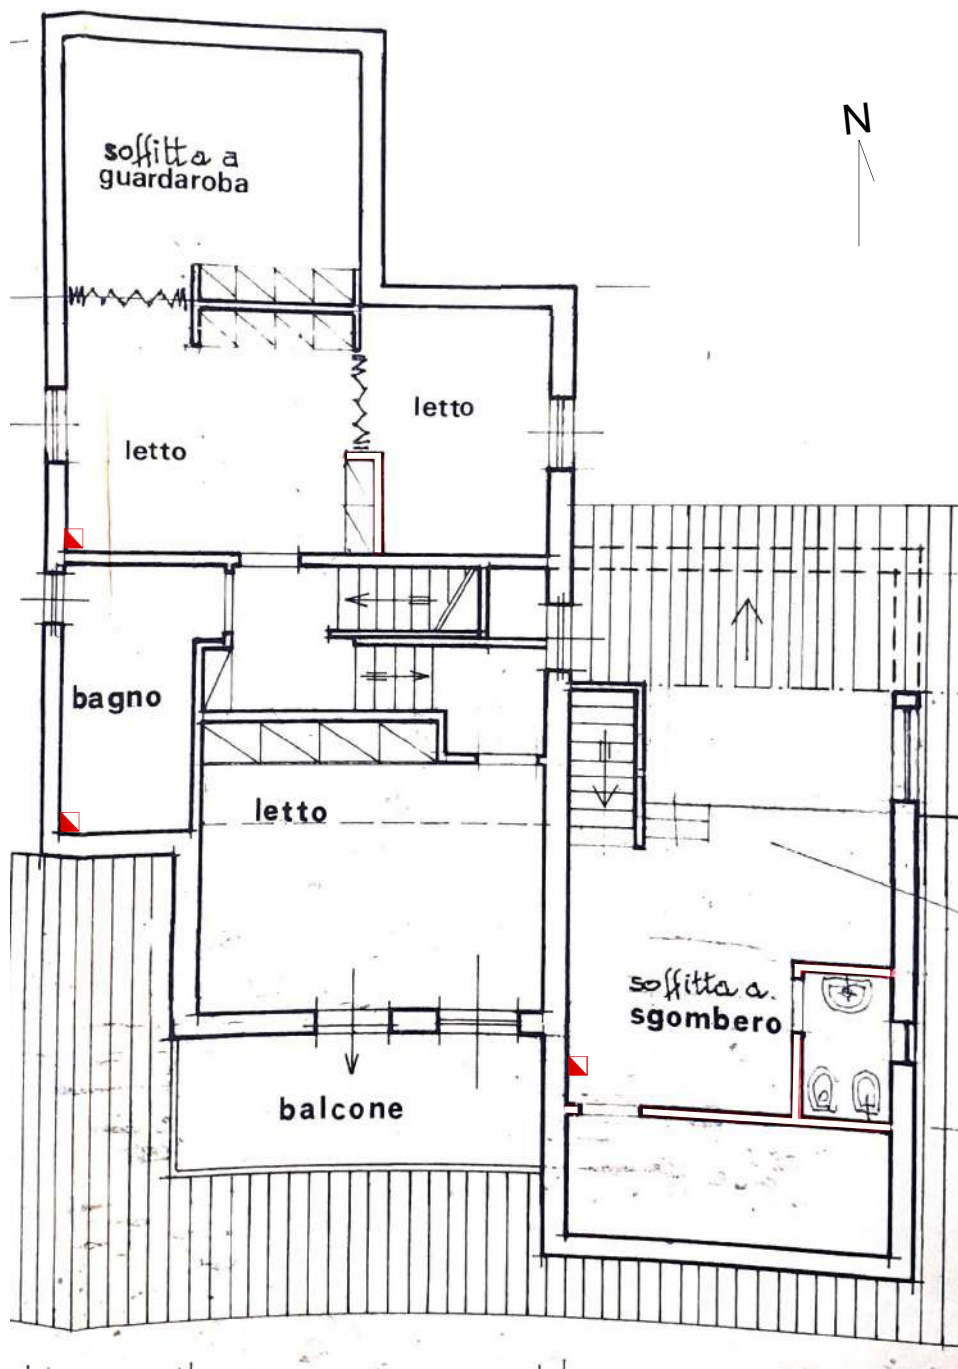 N
soffitta a
guardaroba
letto
letto
bagno
letto
soffitta a.
sgombero
balcone